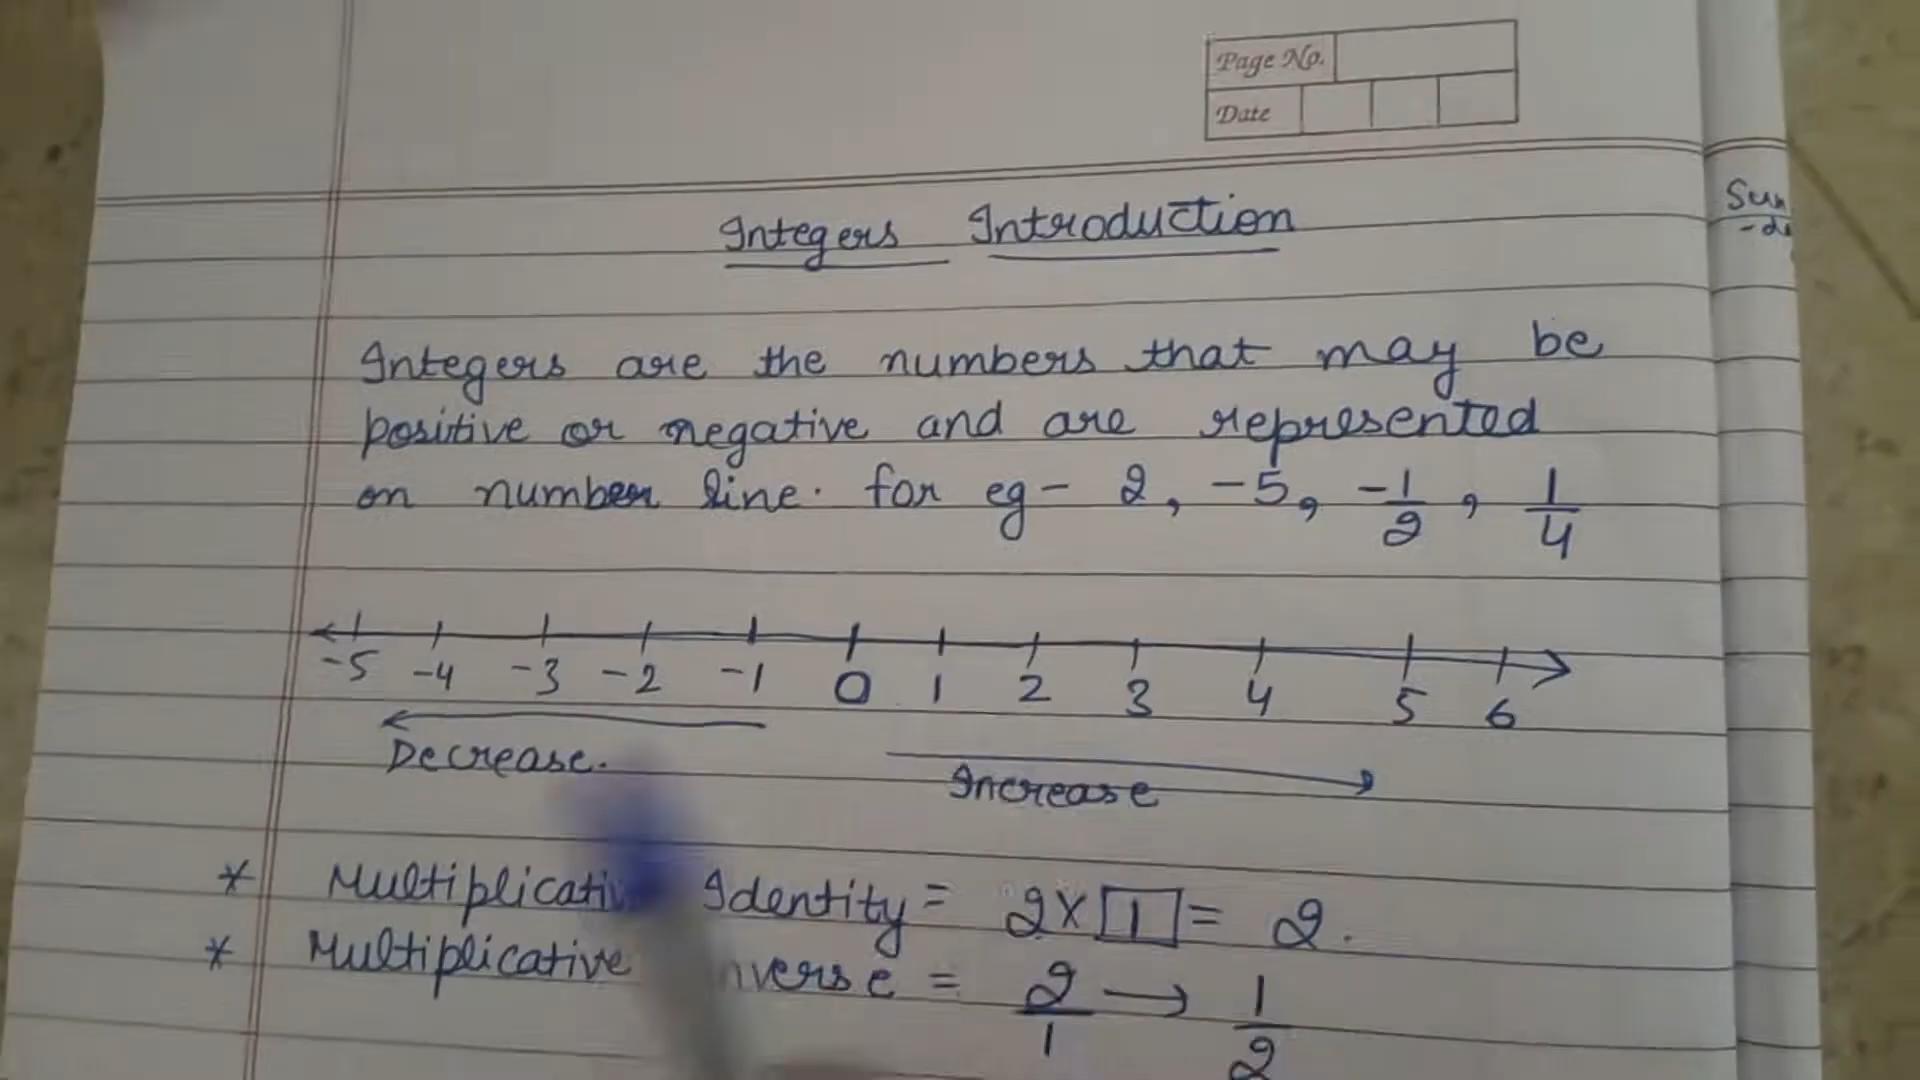 Page No.
Date
Sun
-di
Integers Introduction
Integers are the numbers that may be
positive or negative and are represented
on number line. for eg - 2, -5, -1/2, 1/4
-5 -4 -3 -2 -1 0 1 2 3 4 5 6
Decrease.
Increase
* Multiplicati Identity = 2 × 1 = 2.
* Multiplicative nverse = 2/1 → 1/2